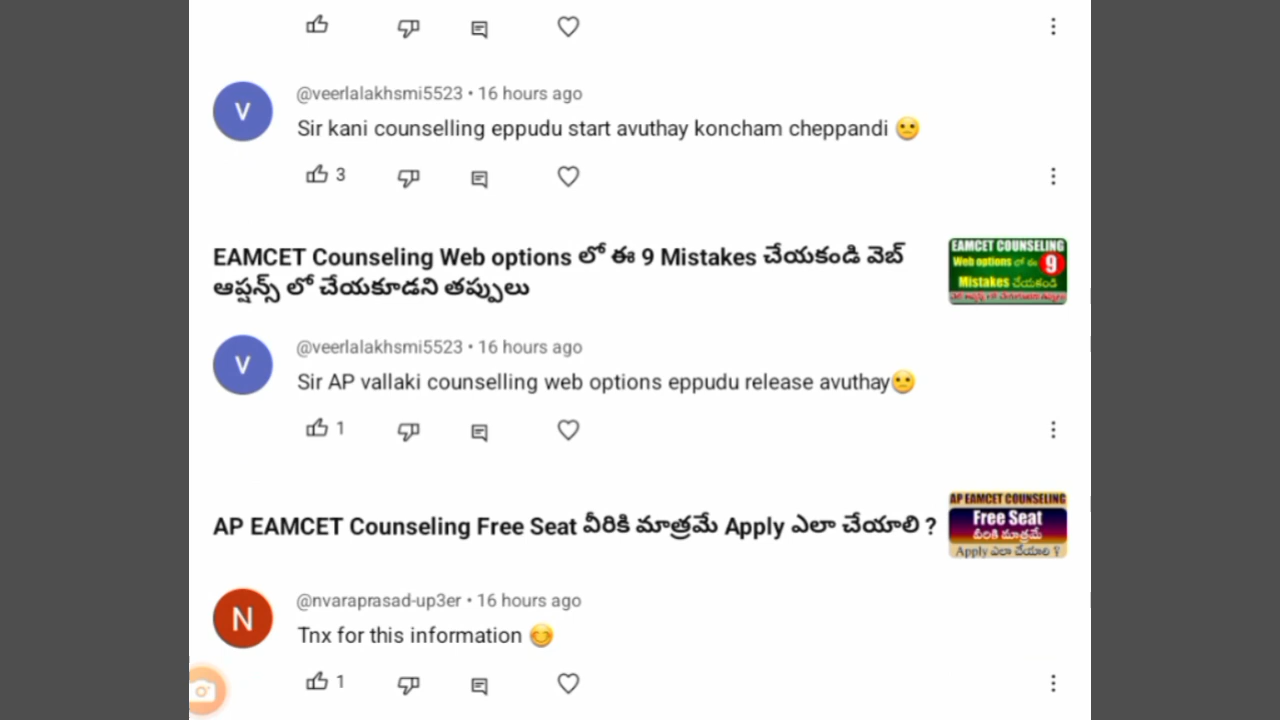 @veerlalakhsmi5523 • 16 hours ago
Sir kani counselling eppudu start avuthay koncham cheppandi 😕
3
EAMCET Counseling Web options లో ఈ 9 Mistakes చేయకండి వెబ్
ఆప్షన్స్ లో చేయకూడని తప్పులు
EAMCET COUNSELING
Web options లో ఈ 9
Mistakes చేయకండి
@veerlalakhsmi5523 • 16 hours ago
Sir AP vallaki counselling web options eppudu release avuthay😕
1
AP EAMCET Counseling Free Seat వీరికి మాత్రమే Apply ఎలా చేయాలి ?
AP EAMCET COUNSELING
Free Seat
వీరికి మాత్రమే
Apply ఎలా చేయాలి ?
@nvaraprasad-up3er • 16 hours ago
Tnx for this information 😊
1
V
V
N